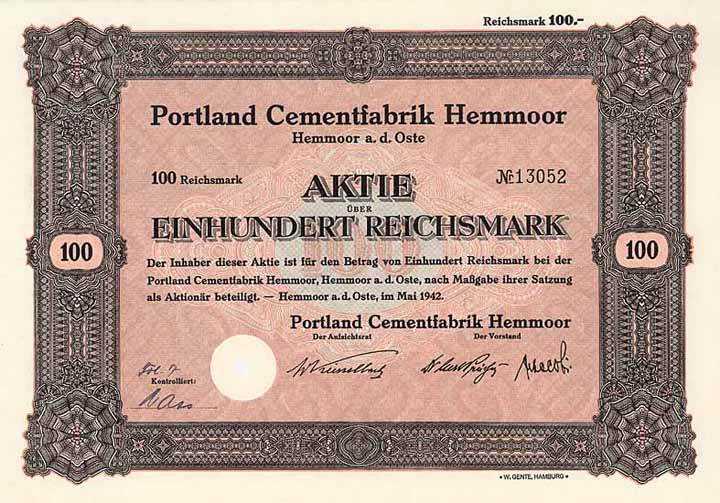 Reichsmark 100.-
Portland Cementfabrik Hemmoor
Hemmoor a. d. Oste
100 Reichsmark
№ 13052
AKTIE
ÜBER
EINHUNDERT REICHSMARK
100
100
Der Inhaber dieser Aktie ist für den Betrag von Einhundert Reichsmark bei der
Portland Cementfabrik Hemmoor, Hemmoor a. d. Oste, nach Maßgabe ihrer Satzung
als Aktionär beteiligt. — Hemmoor a. d. Oste, im Mai 1942.
Portland Cementfabrik Hemmoor
Der Aufsichtsrat
Der Vorstand
Fol. 7
Kontrolliert:
• W. GENTE, HAMBURG •